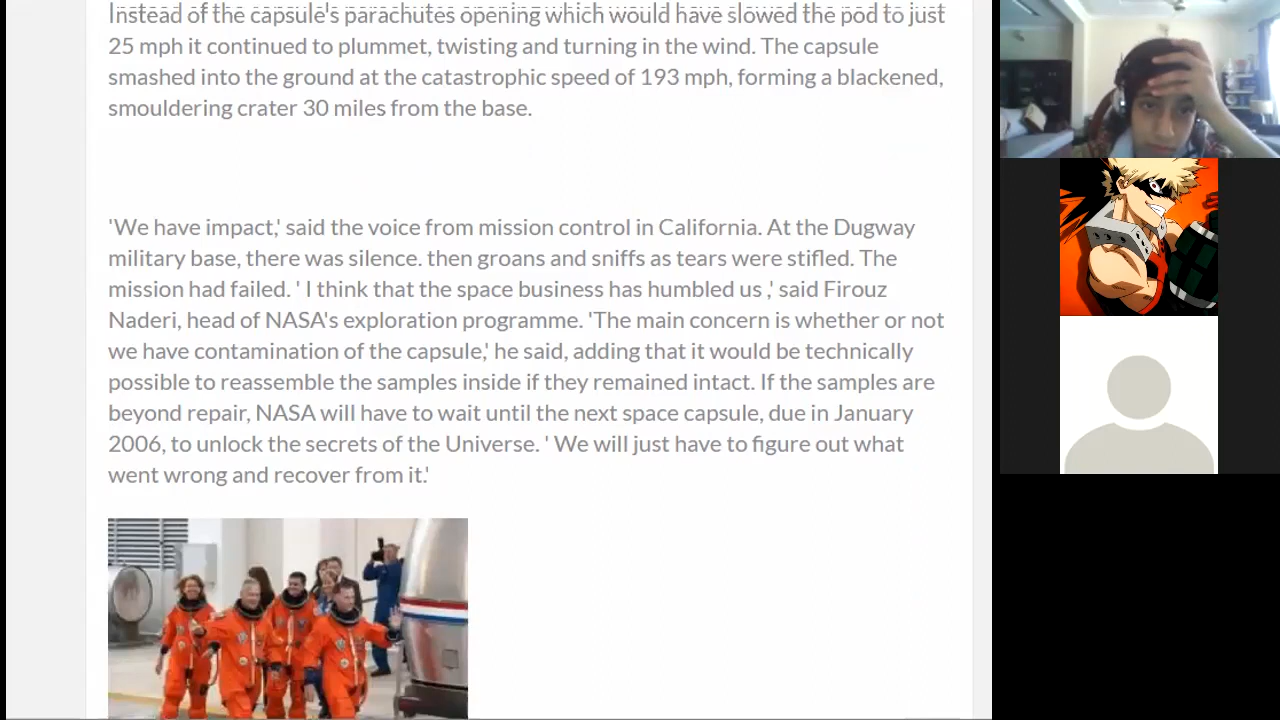 Instead of the capsule's parachutes opening which would have slowed the pod to just
25 mph it continued to plummet, twisting and turning in the wind. The capsule
smashed into the ground at the catastrophic speed of 193 mph, forming a blackened,
smouldering crater 30 miles from the base.
'We have impact,' said the voice from mission control in California. At the Dugway
military base, there was silence. then groans and sniffs as tears were stifled. The
mission had failed. ' I think that the space business has humbled us ,' said Firouz
Naderi, head of NASA's exploration programme. 'The main concern is whether or not
we have contamination of the capsule,' he said, adding that it would be technically
possible to reassemble the samples inside if they remained intact. If the samples are
beyond repair, NASA will have to wait until the next space capsule, due in January
2006, to unlock the secrets of the Universe. ' We will just have to figure out what
went wrong and recover from it.'